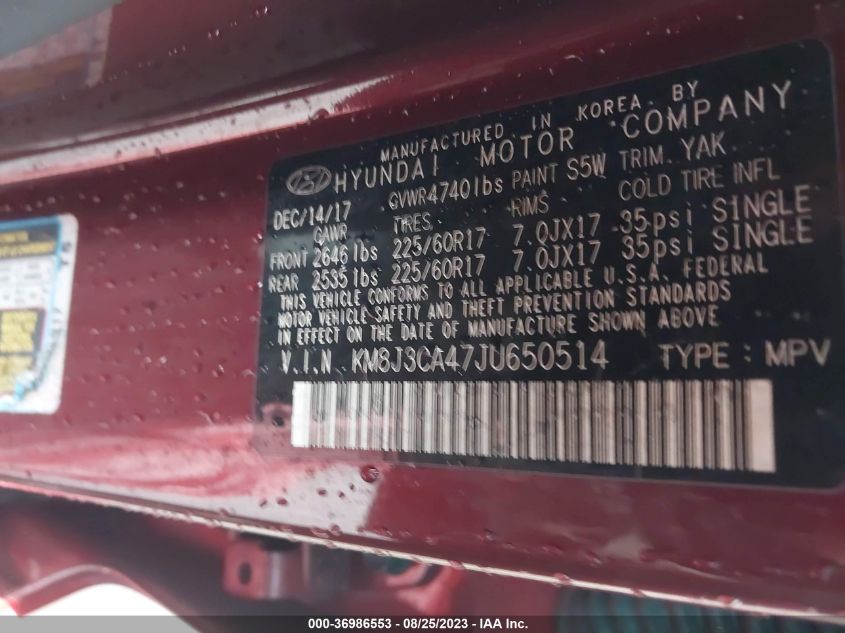 MANUFACTURED IN KOREA BY
HYUNDAI MOTOR COMPANY
DEC/14/17 GVWR4740lbs PAINT S5W TRIM YAK
GAWR TIRES RIMS COLD TIRE INFL
FRONT 2646lbs 225/60R17 7.0JX17 35psi SINGLE
REAR 2535lbs 225/60R17 7.0JX17 35psi SINGLE
THIS VEHICLE CONFORMS TO ALL APPLICABLE U.S.A. FEDERAL
MOTOR VEHICLE SAFETY AND THEFT PREVENTION STANDARDS
IN EFFECT ON THE DATE OF MANUFACTURE SHOWN ABOVE
V.I.N. KM8J3CA47JU650514 TYPE : MPV
000-36986553 - 08/25/2023 - IAA Inc.